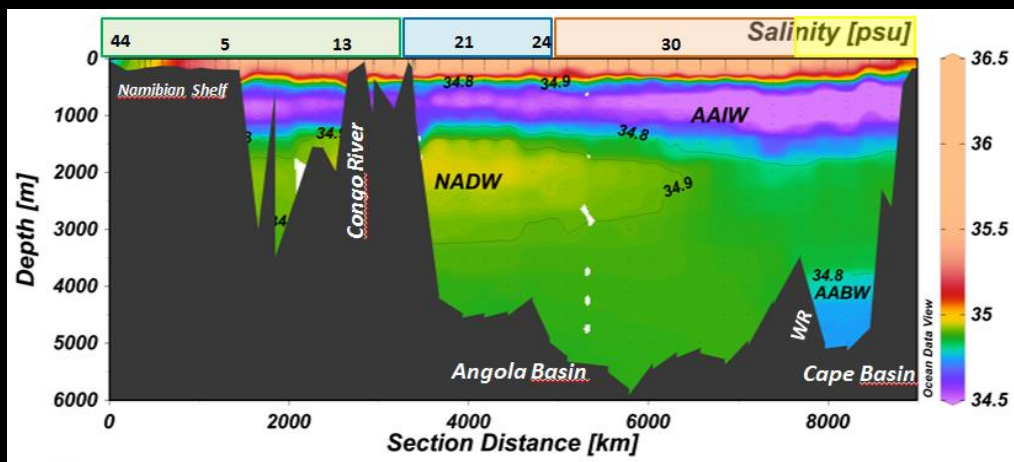 44 5 13 21 24 30 Salinity [psu]
0
1000
2000
3000
4000
5000
6000
Depth [m]
Namibian Shelf
Congo River
34.8
34.9
34.8
34.9
34.8
AAIW
NADW
AABW
WR
Angola Basin
Cape Basin
0 2000 4000 6000 8000
Section Distance [km]
Ocean Data View
36.5
36
35.5
35
34.5